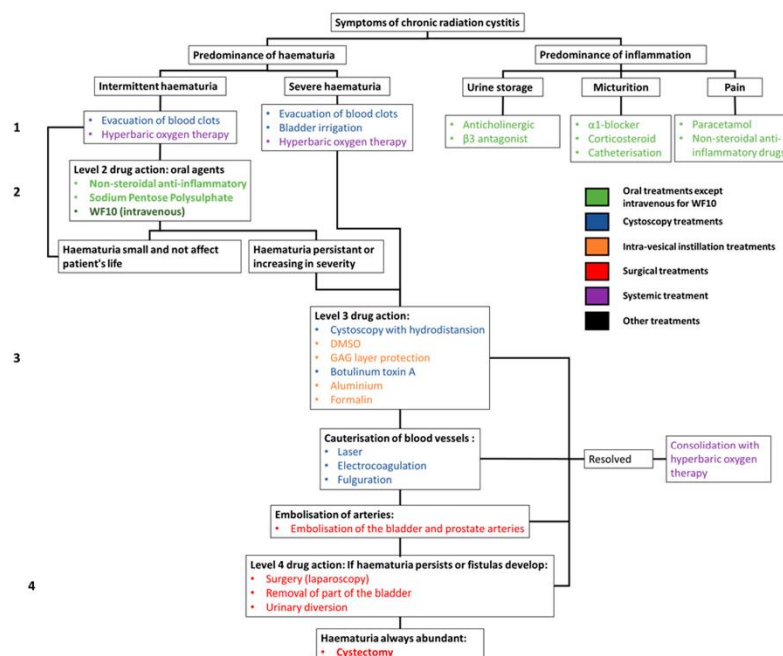 Symptoms of chronic radiation cystitis
Predominance of haematuria
Predominance of inflammation
Intermittent haematuria
Severe haematuria
Urine storage
Micturition
Pain
1
• Evacuation of blood clots
• Hyperbaric oxygen therapy
• Evacuation of blood clots
• Bladder irrigation
• Hyperbaric oxygen therapy
• Anticholinergic
• β3 antagonist
• α1-blocker
• Corticosteroid
• Catheterisation
• Paracetamol
• Non-steroidal anti-
inflammatory drugs
2
Level 2 drug action: oral agents
• Non-steroidal anti-inflammatory
• Sodium Pentose Polysulphate
• WF10 (intravenous)
Haematuria small and not affect
patient's life
Haematuria persistant or
increasing in severity
Oral treatments except
intravenous for WF10
Cystoscopy treatments
Intra-vesical instillation treatments
Surgical treatments
Systemic treatment
Other treatments
3
Level 3 drug action:
• Cystoscopy with hydrodistansion
• DMSO
• GAG layer protection
• Botulinum toxin A
• Aluminium
• Formalin
Cauterisation of blood vessels :
• Laser
• Electrocoagulation
• Fulguration
Resolved
Consolidation with
hyperbaric oxygen
therapy
Embolisation of arteries:
• Embolisation of the bladder and prostate arteries
4
Level 4 drug action: If haematuria persists or fistulas develop:
• Surgery (laparoscopy)
• Removal of part of the bladder
• Urinary diversion
Haematuria always abundant:
• Cystectomy